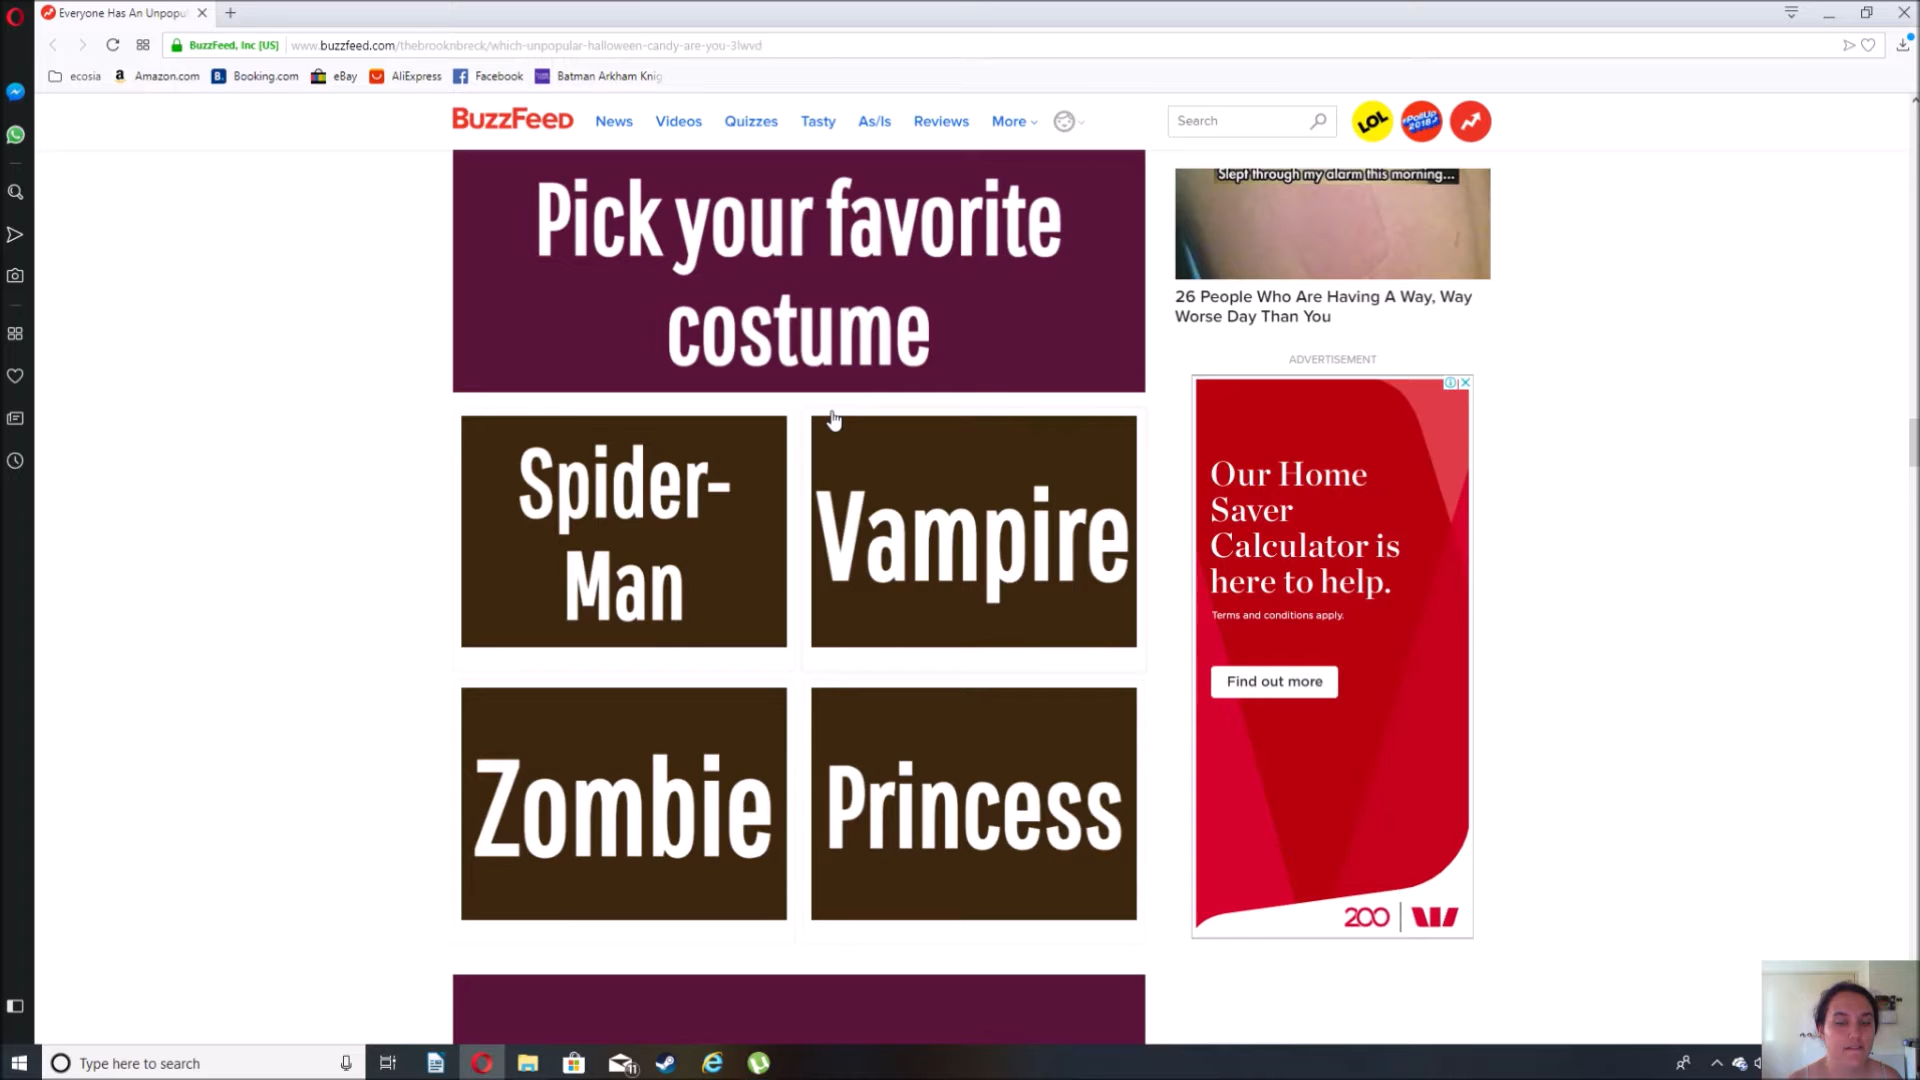 Everyone Has An Unpopu
BuzzFeed, Inc [US]
www.buzzfeed.com/thebrooknbreck/which-unpopular-halloween-candy-are-you-3lwvd
ecosia
Amazon.com
Booking.com
eBay
AliExpress
Facebook
Batman Arkham Knig
BuzzFeed
News
Videos
Quizzes
Tasty
As/Is
Reviews
More
Search
LOL
#PollUp 2018
Pick your favorite
costume
Slept through my alarm this morning...
26 People Who Are Having A Way, Way
Worse Day Than You
ADVERTISEMENT
Spider-
Man
Vampire
Zombie
Princess
Our Home
Saver
Calculator is
here to help.
Terms and conditions apply.
Find out more
200
Type here to search
11